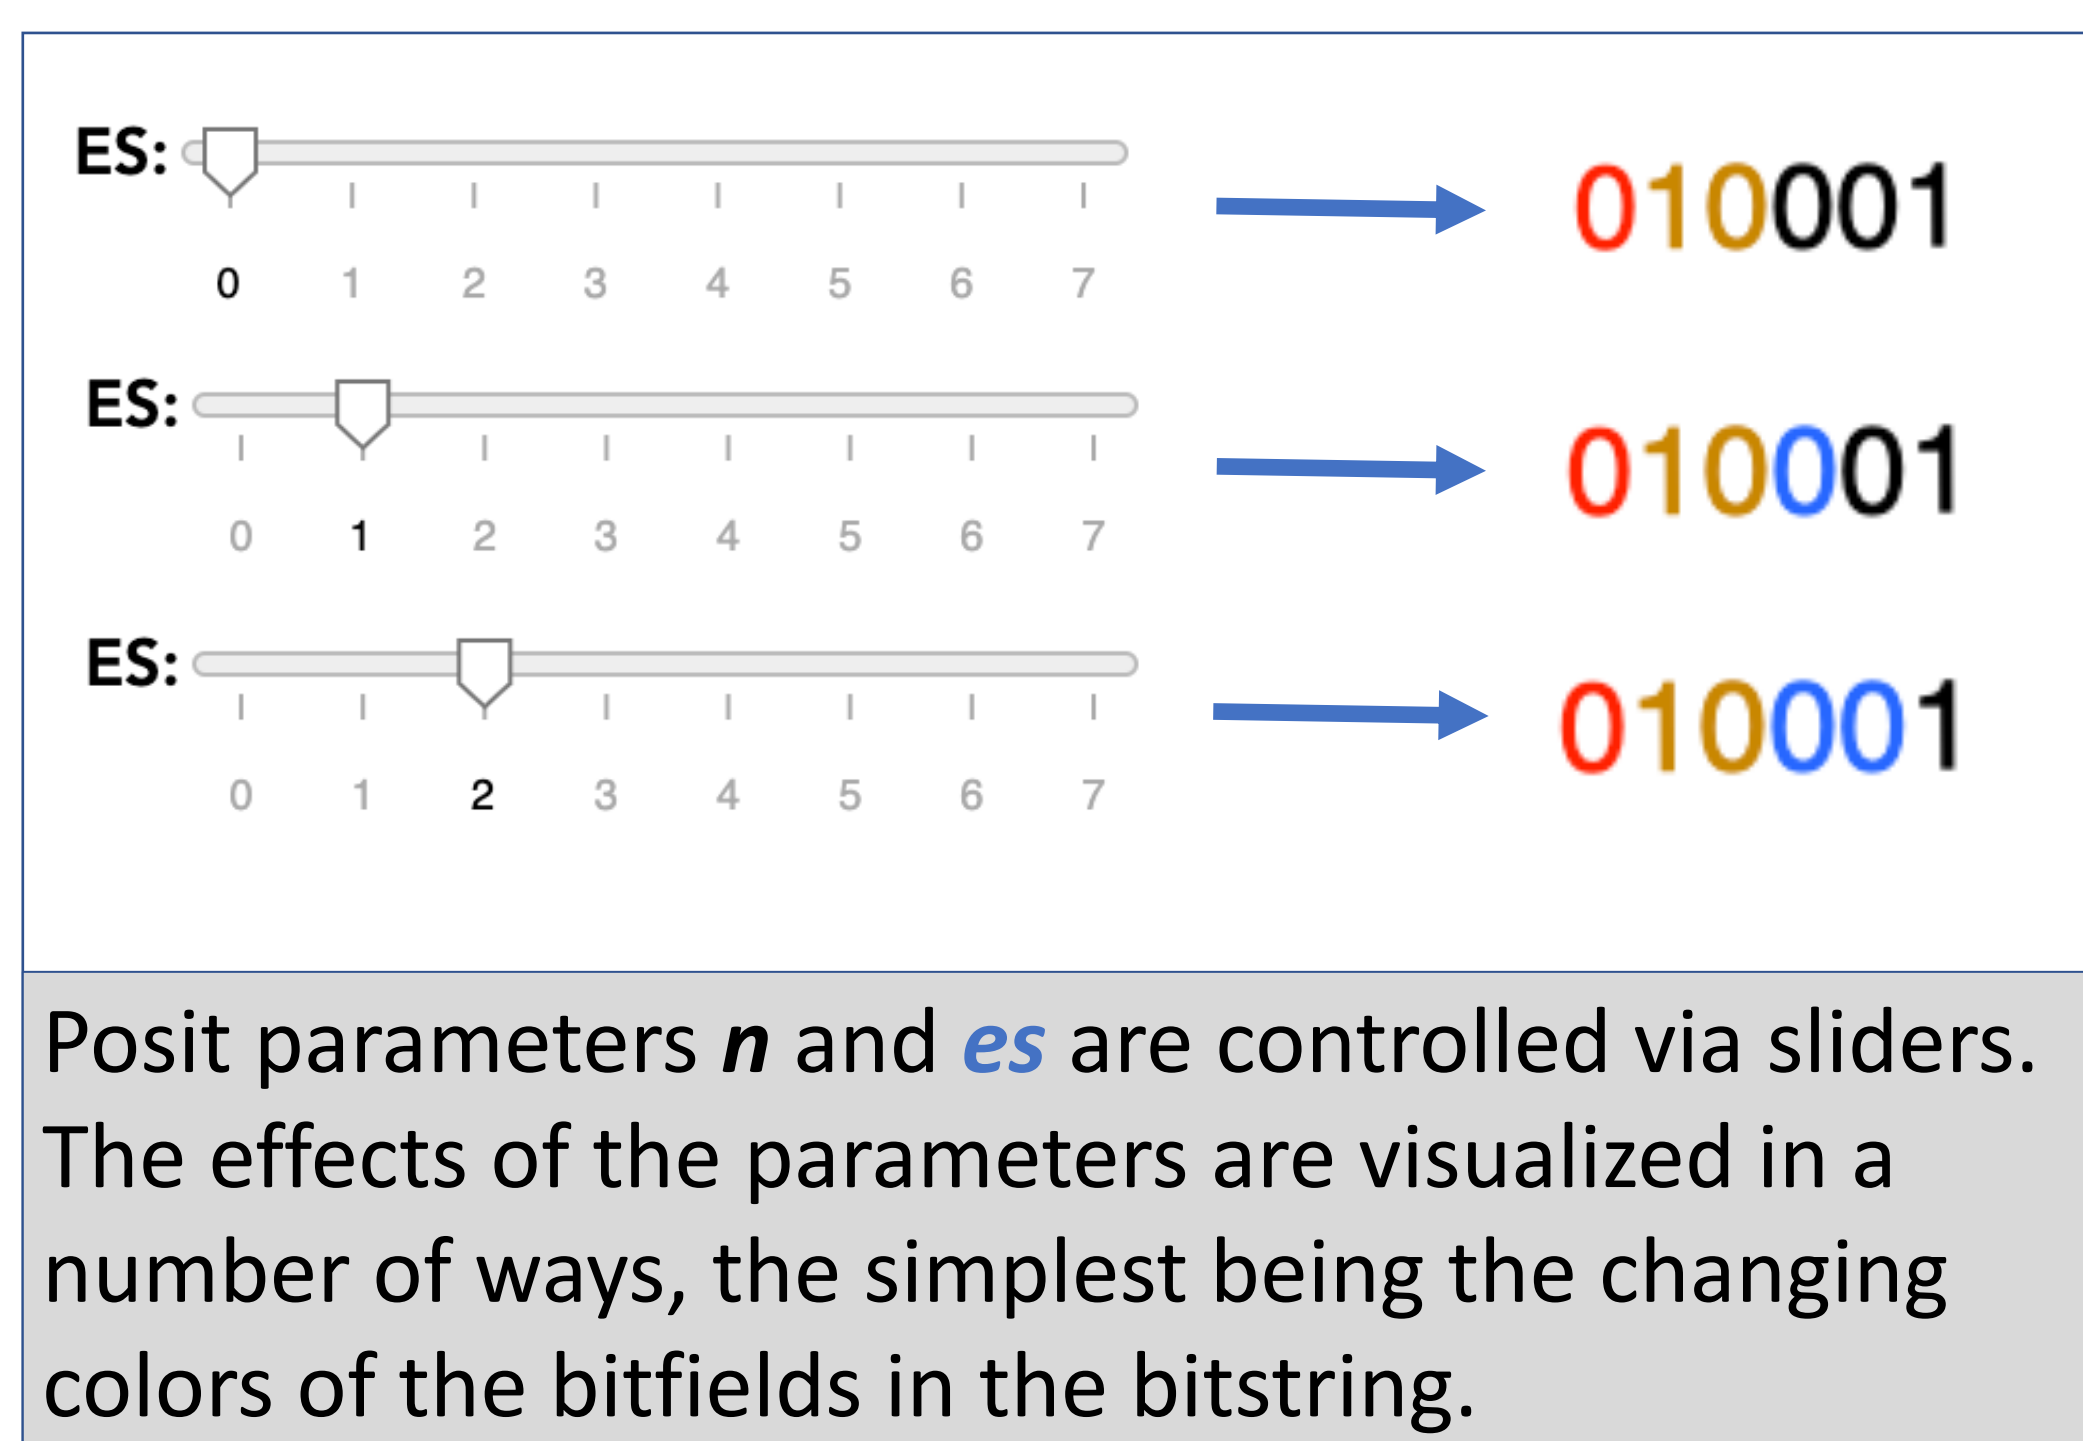 ES:
0 1 2 3 4 5 6 7
010001
ES:
0 1 2 3 4 5 6 7
010001
ES:
0 1 2 3 4 5 6 7
010001
Posit parameters n and es are controlled via sliders.
The effects of the parameters are visualized in a
number of ways, the simplest being the changing
colors of the bitfields in the bitstring.